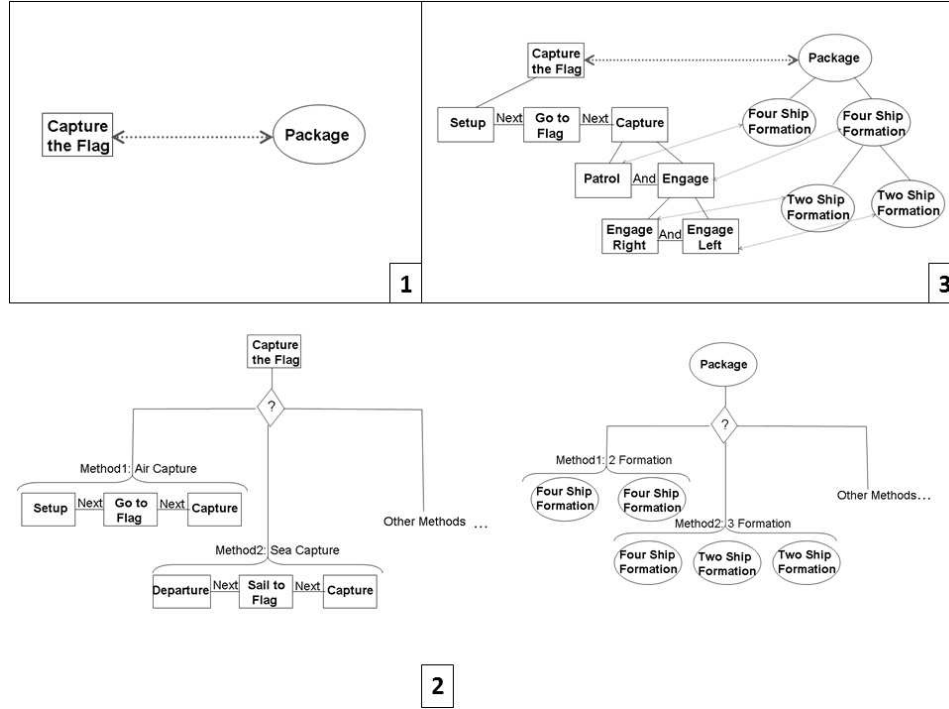 Capture
the Flag
Package
1
Capture
the Flag
Package
Setup
Next
Go to
Flag
Next
Capture
Four Ship
Formation
Four Ship
Formation
Patrol
And
Engage
Two Ship
Formation
Two Ship
Formation
Engage
Right
And
Engage
Left
3
Capture
the Flag
?
Method1: Air Capture
Setup
Next
Go to
Flag
Next
Capture
Other Methods ...
Method2: Sea Capture
Departure
Next
Sail to
Flag
Next
Capture
Package
?
Method1: 2 Formation
Four Ship
Formation
Four Ship
Formation
Other Methods...
Method2: 3 Formation
Four Ship
Formation
Two Ship
Formation
Two Ship
Formation
2